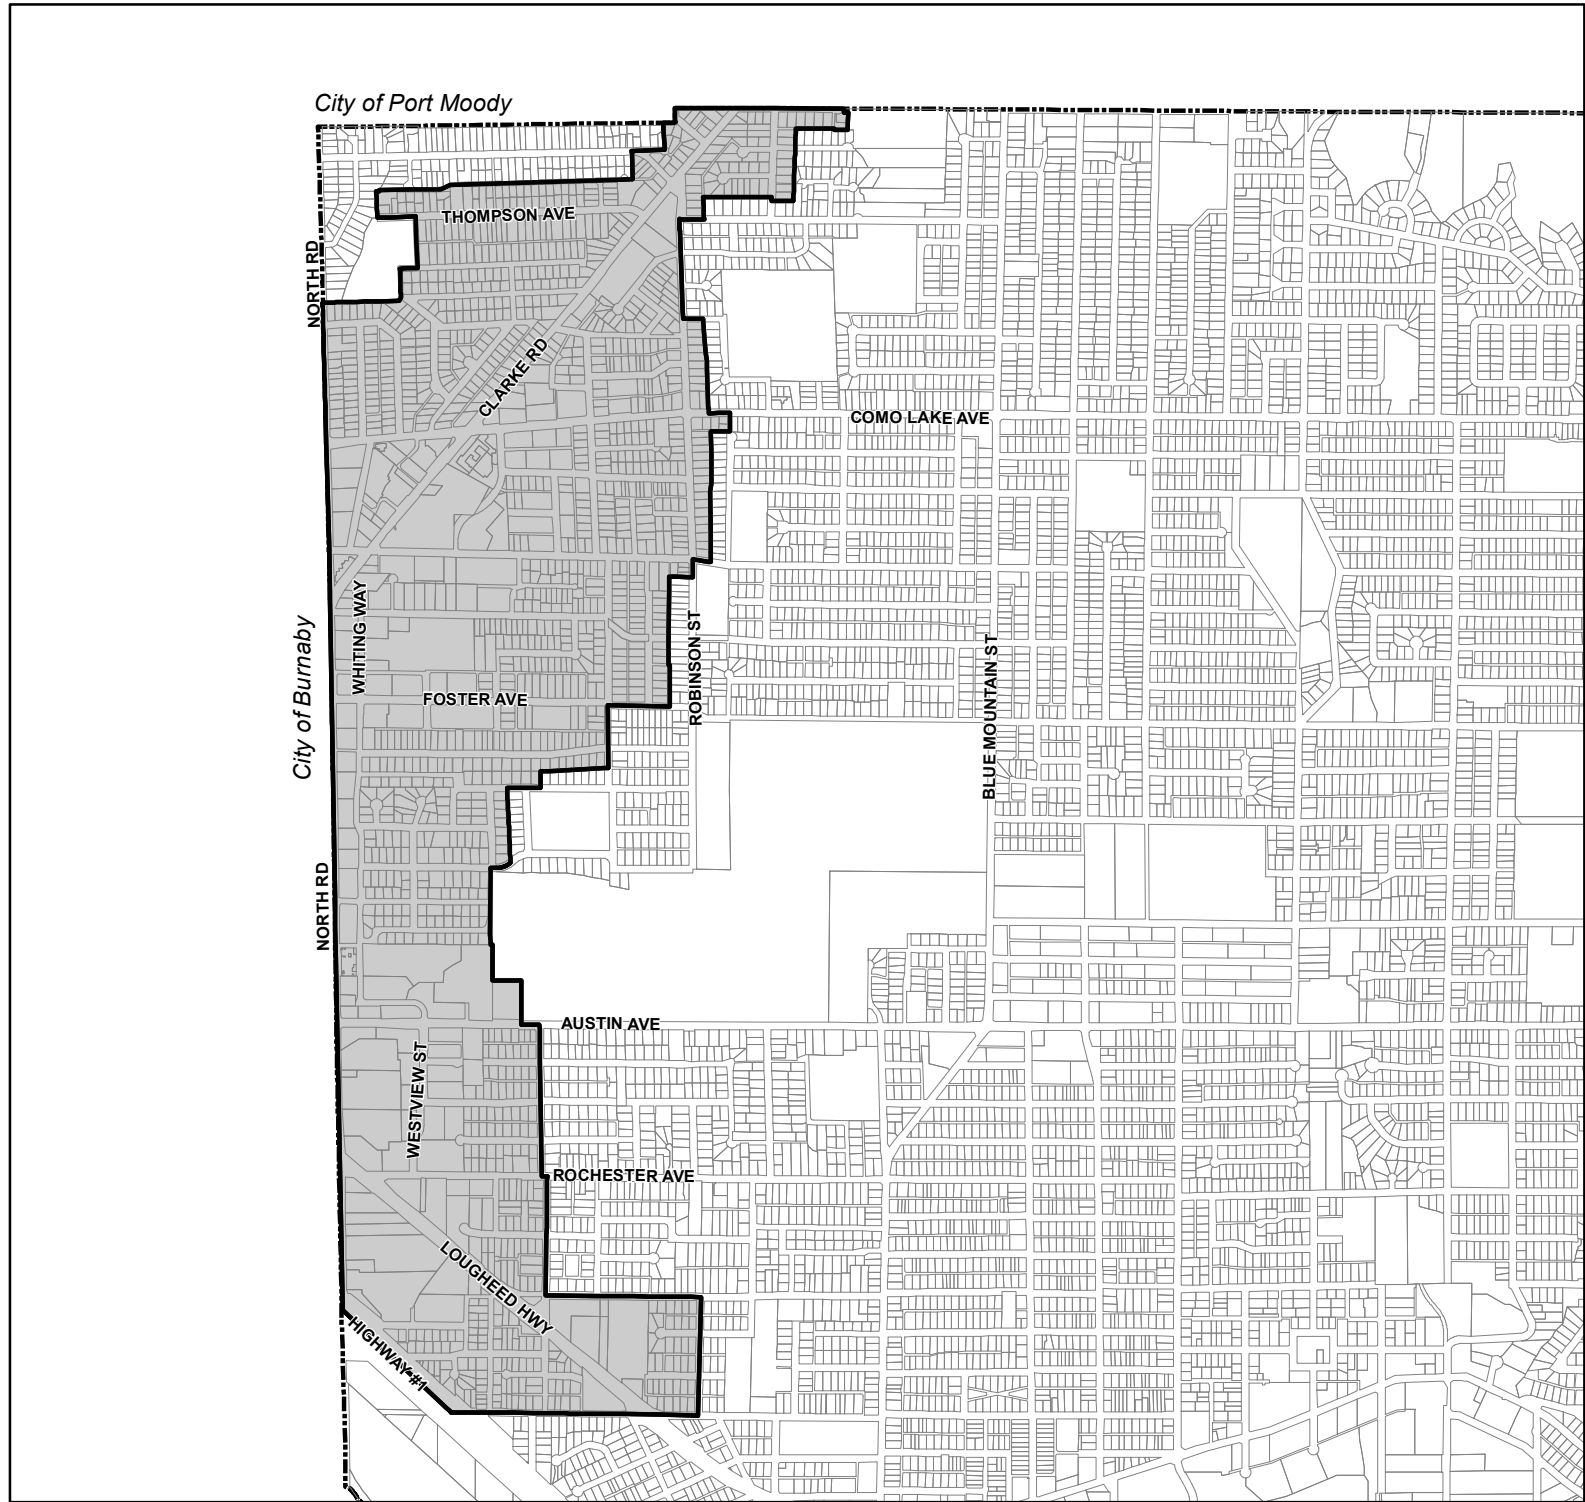 City of Port Moody
THOMPSON AVE
NORTH RD
CLARKE RD
COMO LAKE AVE
WHITING WAY
ROBINSON ST
City of Burnaby
BLUE MOUNTAIN ST
FOSTER AVE
NORTH RD
AUSTIN AVE
WESTVIEW ST
ROCHESTER AVE
LOUGHEED HWY
HIGHWAY #1